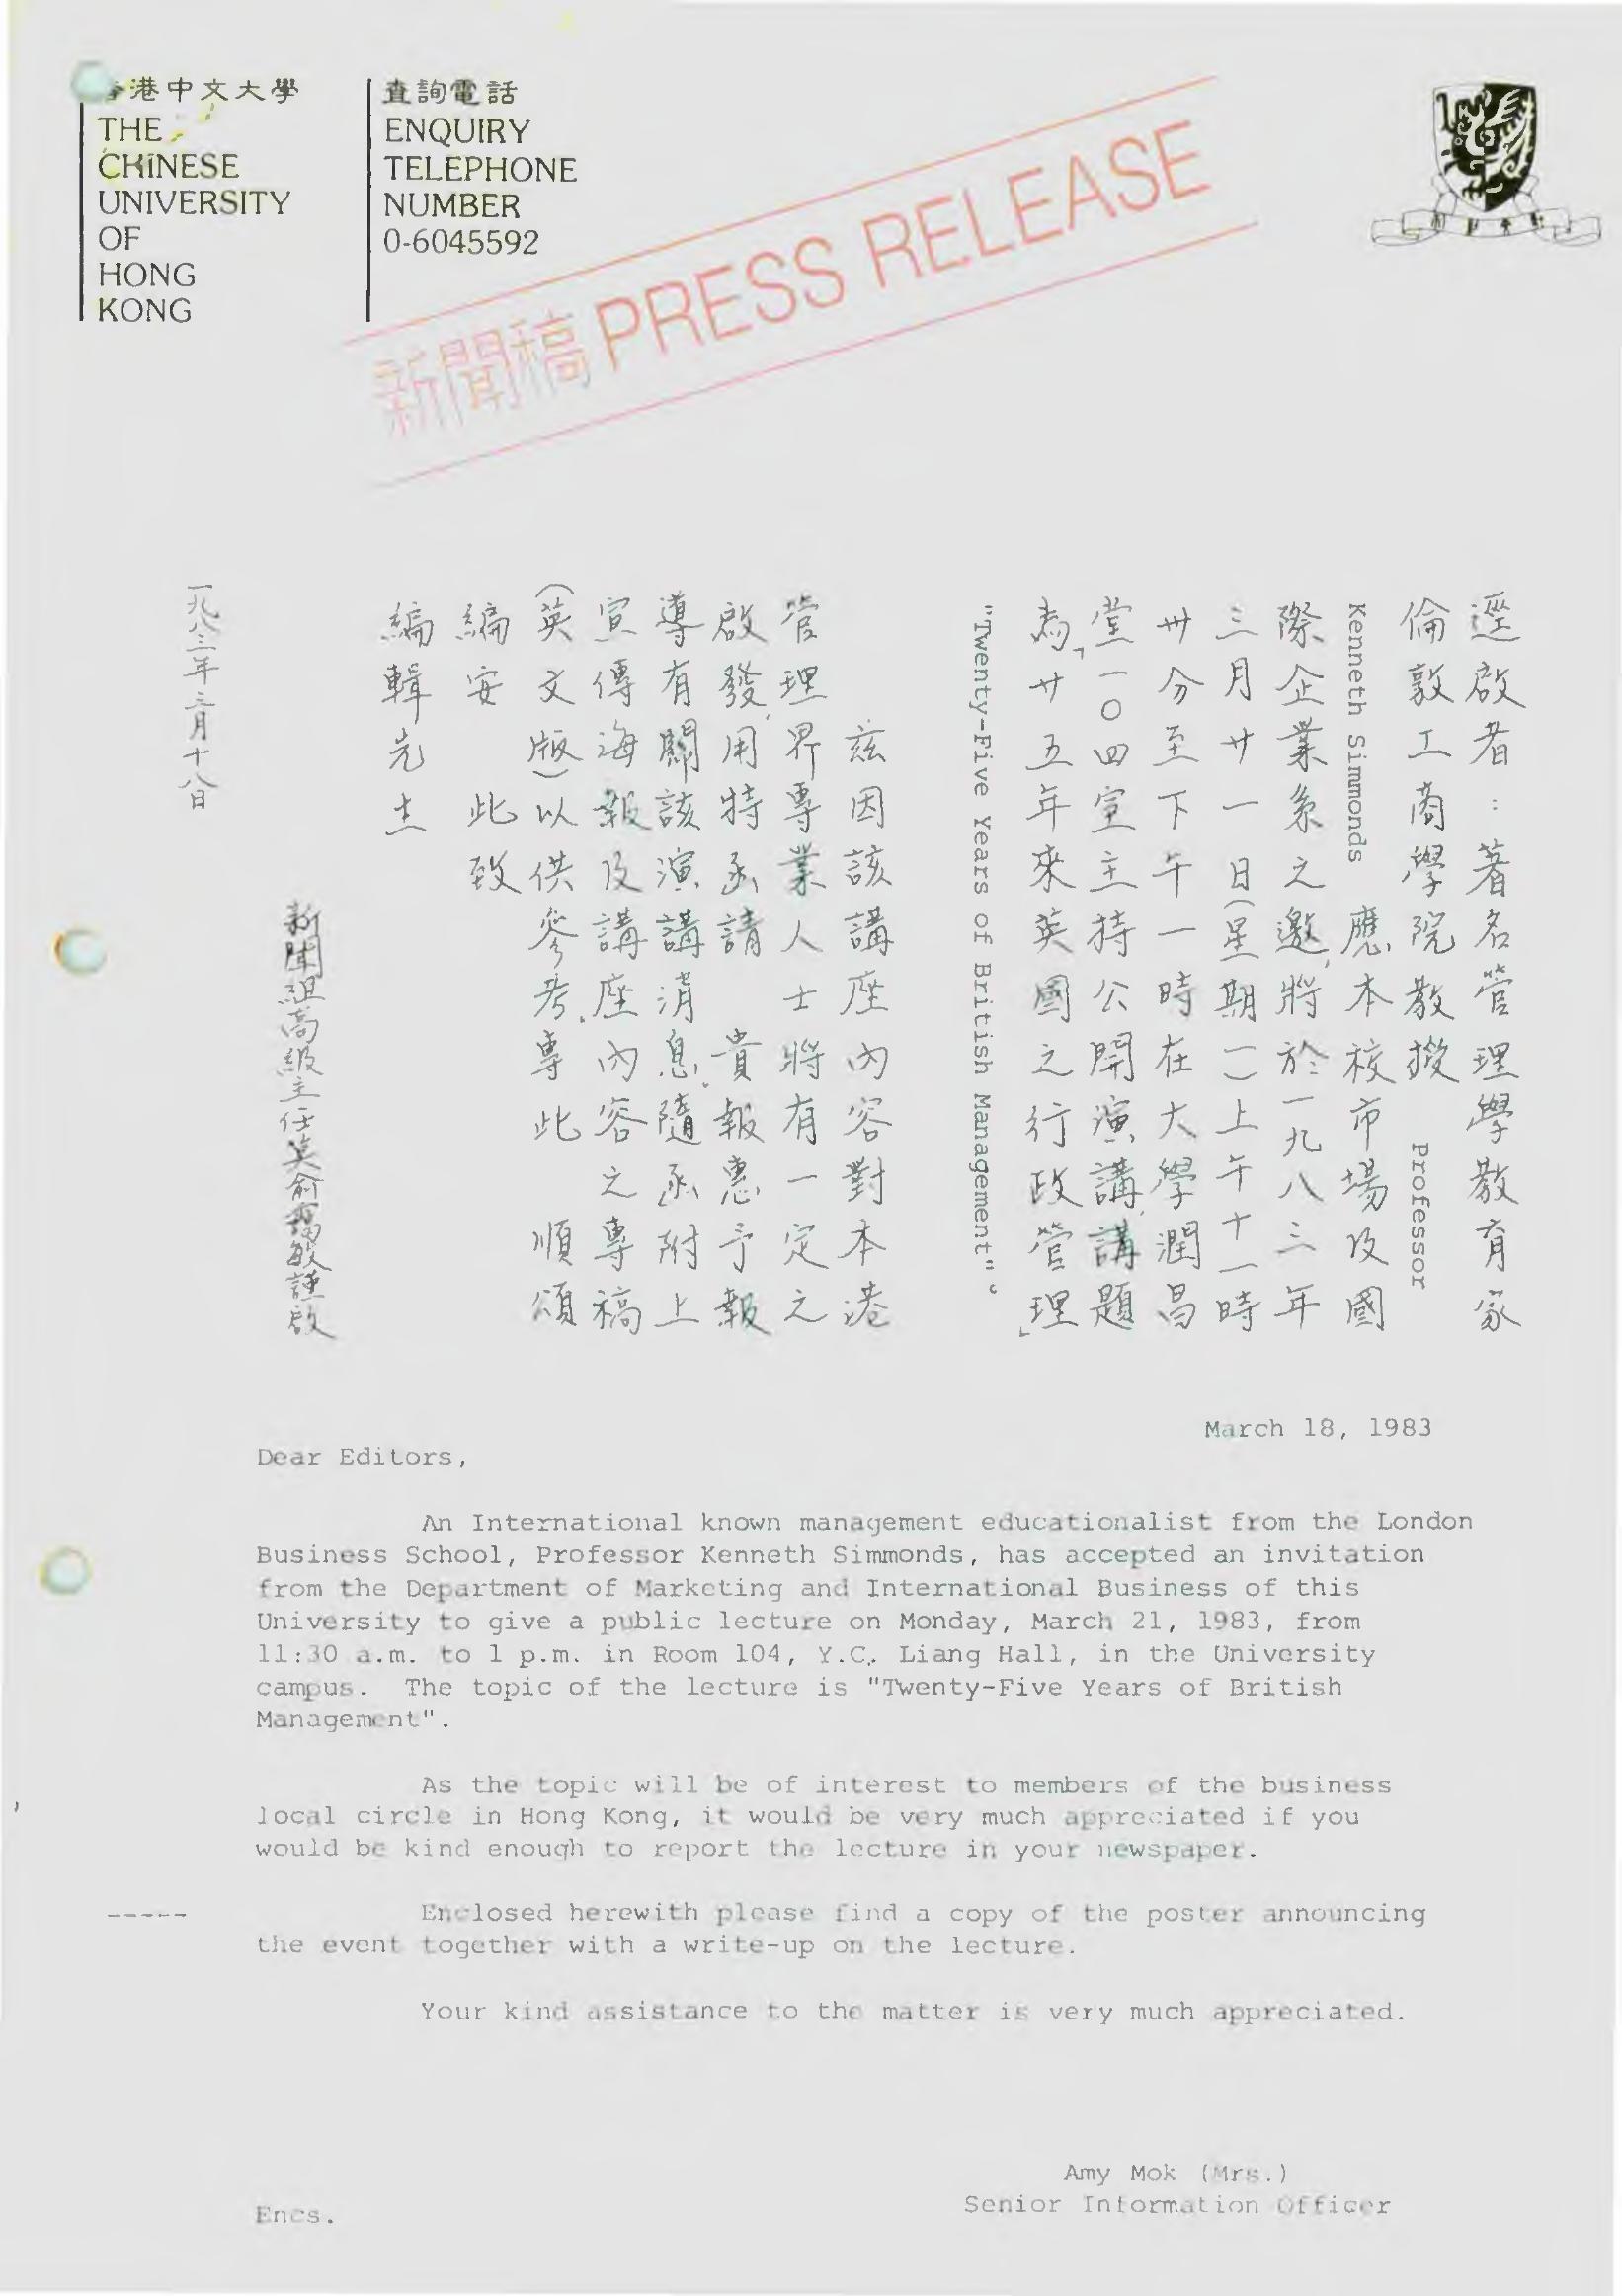 香港中文大學
THE
CHINESE
UNIVERSITY
OF
HONG
KONG
查詢電話
ENQUIRY
TELEPHONE
NUMBER
0-6045592
新聞稿 PRESS RELEASE
逕啟者：著名管理學教育家
倫敦工商學院教授 Professor
Kenneth Simmonds 應本校市場及國
際企業系之邀，將於一九八三年
三月廿一日（星期一）上午十一時
卅分至下午一時在大學潤昌
堂一〇四室主持公開演講，講題
為「廿五年來英國之行政管理」
"Twenty-Five Years of British Management"。
茲因該講座內容對本港
管理界專業人士將有一定之
啟發，用特函請 貴報惠予報
導有關該演講消息。隨函附上
宣傳海報及講座內容之專稿
（英文版）以供參考。專此 順頌
編安 此致
編輯先生
新聞組高級主任莫俞靄敏謹啟
一九八三年三月十八日
March 18, 1983
Dear Editors,
An International known management educationalist from the London
Business School, Professor Kenneth Simmonds, has accepted an invitation
from the Department of Marketing and International Business of this
University to give a public lecture on Monday, March 21, 1983, from
11:30 a.m. to 1 p.m. in Room 104, Y.C. Liang Hall, in the University
campus. The topic of the lecture is "Twenty-Five Years of British
Management".
As the topic will be of interest to members of the business
local circle in Hong Kong, it would be very much appreciated if you
would be kind enough to report the lecture in your newspaper.
-----
Enclosed herewith please find a copy of the poster announcing
the event together with a write-up on the lecture.
Your kind assistance to the matter is very much appreciated.
Amy Mok (Mrs.)
Senior Information Officer
Encs.